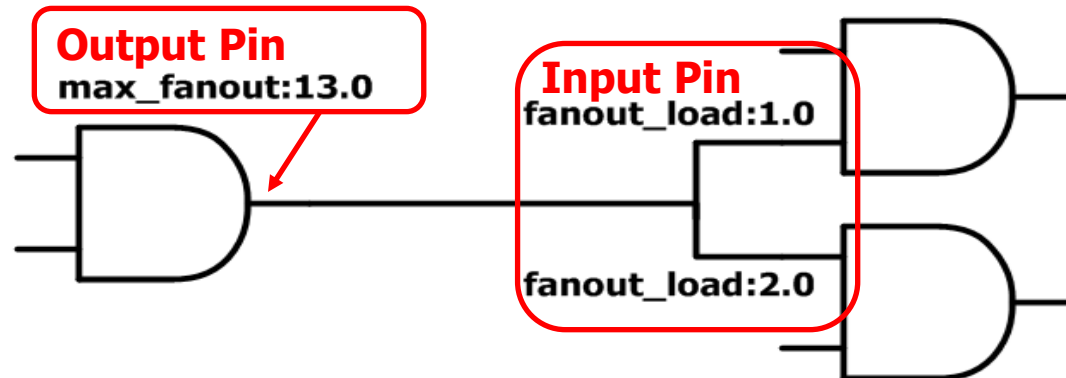 Output Pin
max_fanout:13.0
Input Pin
fanout_load:1.0
fanout_load:2.0